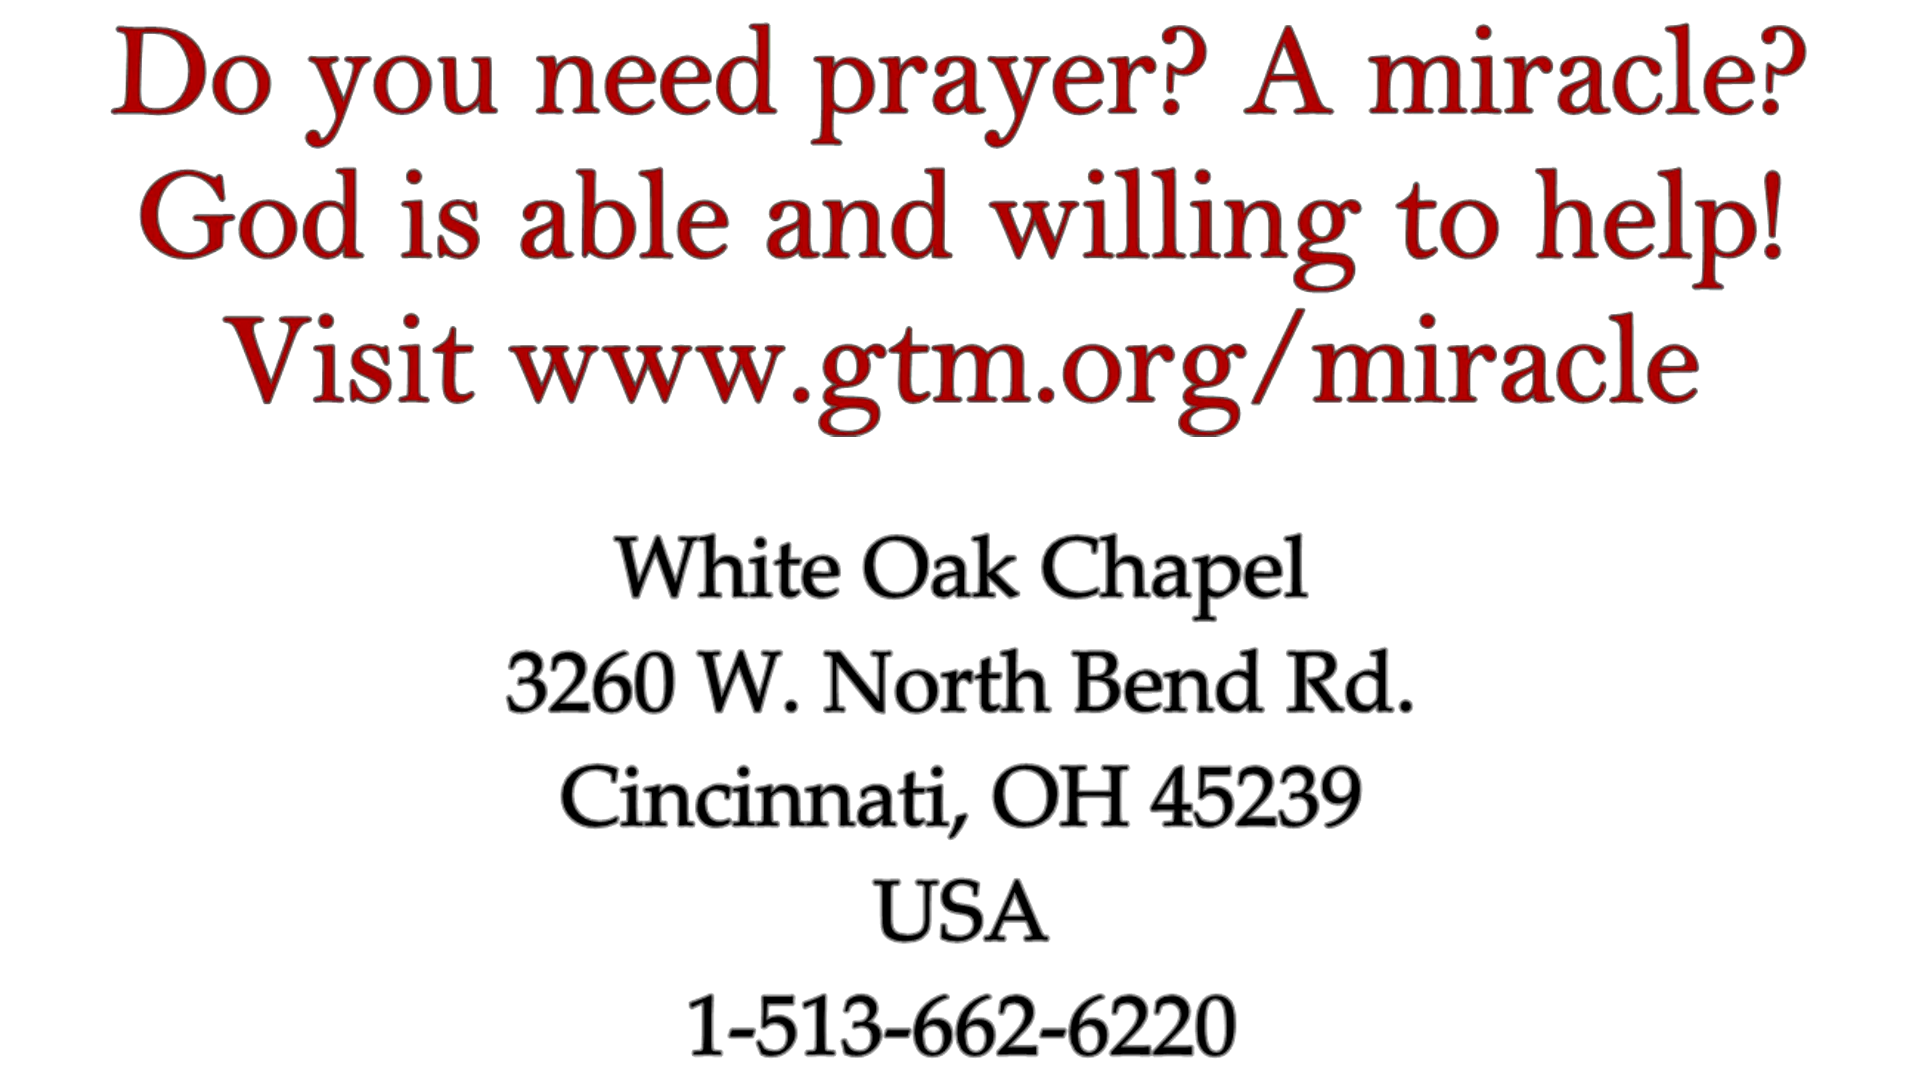 Do you need prayer? A miracle?
God is able and willing to help!
Visit www.gtm.org/miracle
White Oak Chapel
3260 W. North Bend Rd.
Cincinnati, OH 45239
USA
1-513-662-6220